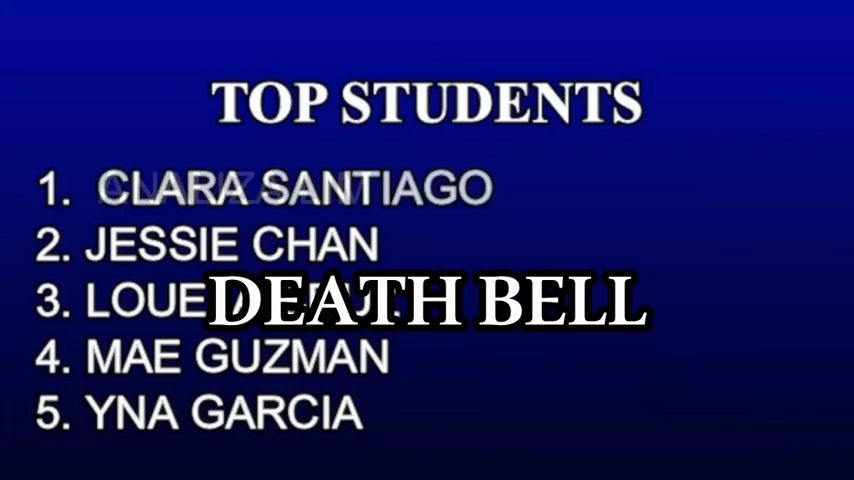 TOP STUDENTS
1. CLARA SANTIAGO
2. JESSIE CHAN
3. LOUE
DEATH BELL
4. MAE GUZMAN
5. YNA GARCIA